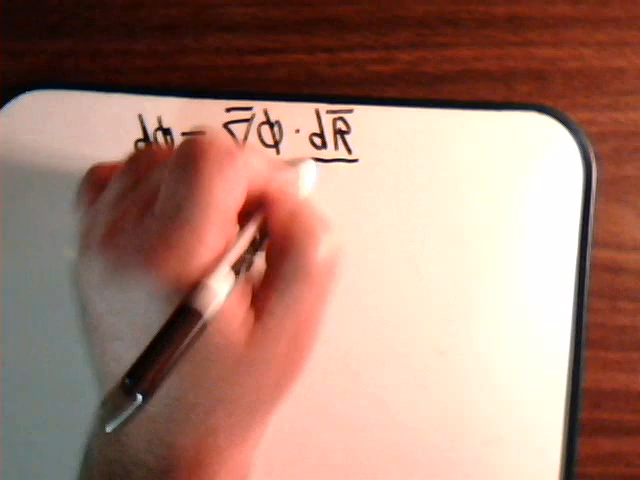 dφ = ∇̅φ · dR̅